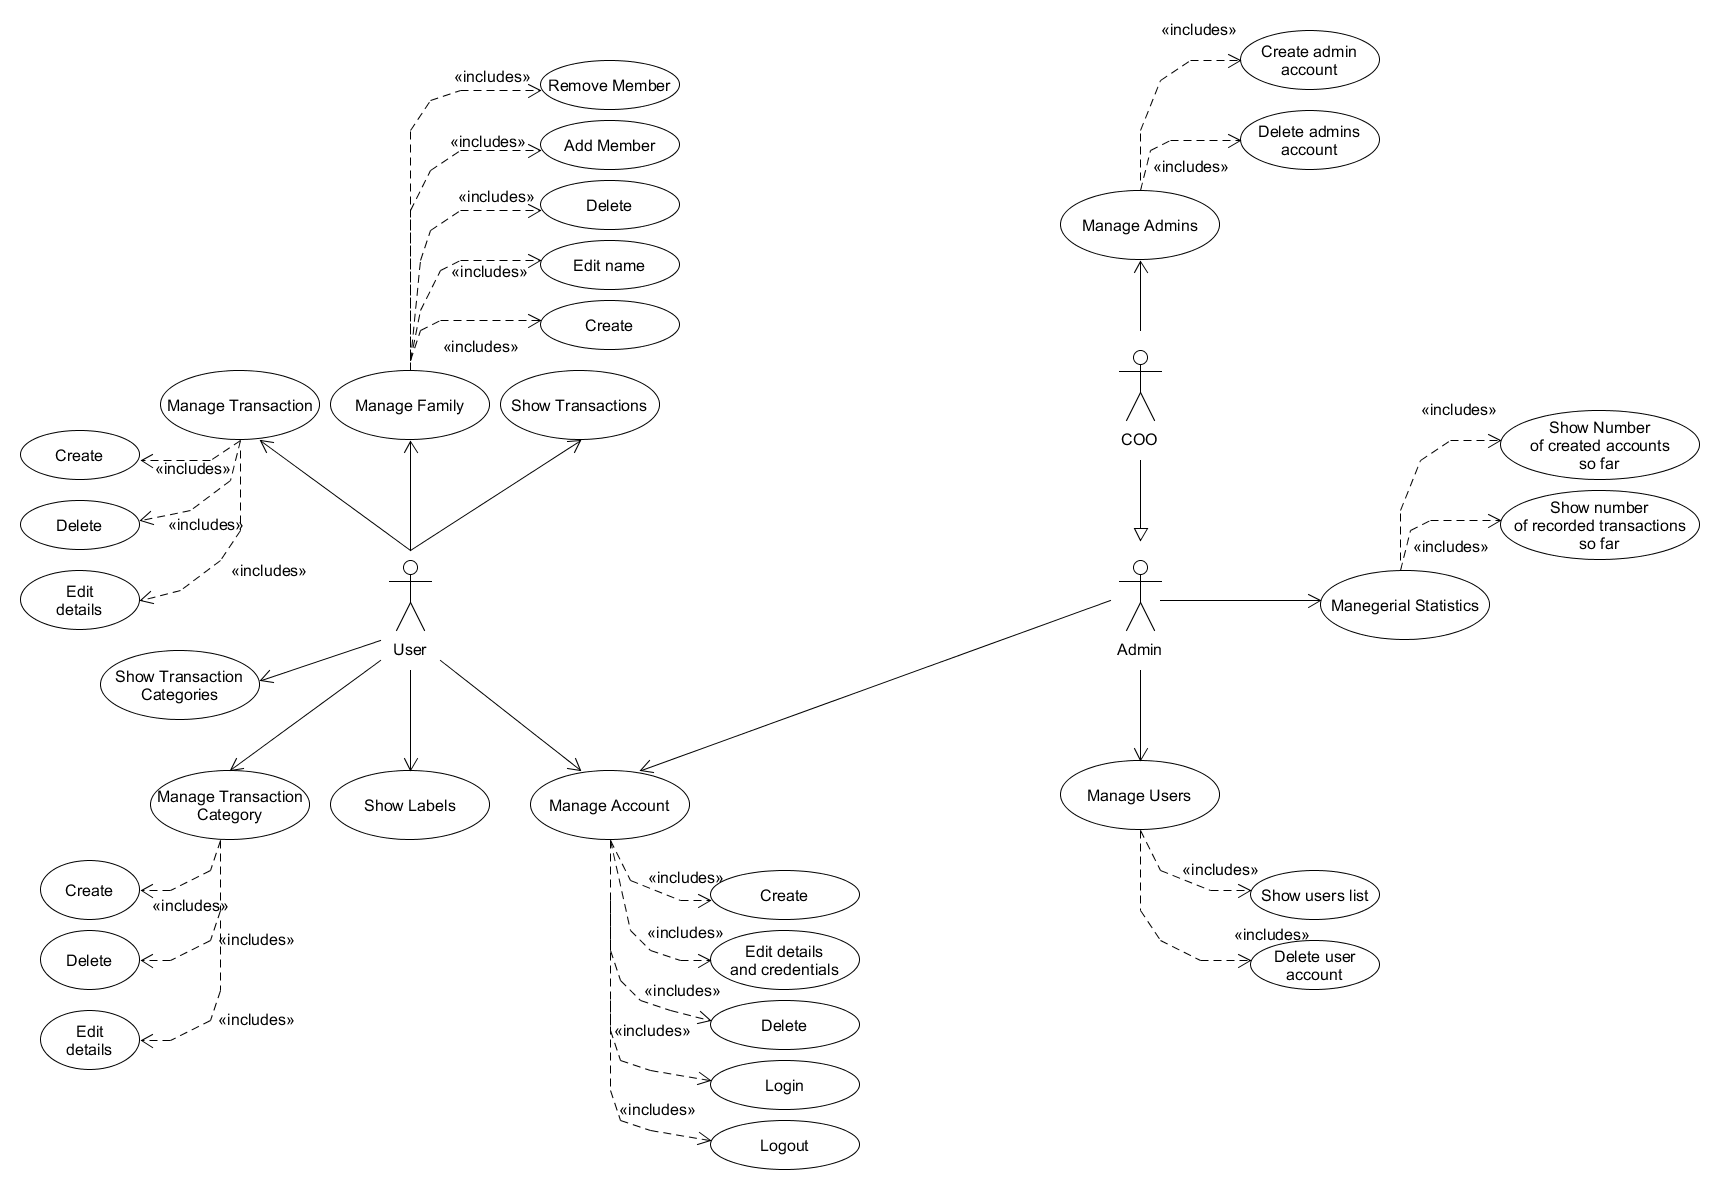 «includes»
Create admin
account
«includes»
Remove Member
Delete admins
account
«includes»
«includes»
Add Member
«includes»
Delete
Manage Admins
«includes»
Edit name
«includes»
Create
Manage Transaction
Manage Family
Show Transactions
COO
«includes»
Show Number
of created accounts
so far
Create
«includes»
Delete
«includes»
Show number
of recorded transactions
so far
«includes»
Edit
details
«includes»
Manegerial Statistics
User
Admin
Show Transaction
Categories
Manage Transaction
Category
Show Labels
Manage Account
Manage Users
Create
«includes»
«includes»
Create
«includes»
Show users list
Delete
«includes»
«includes»
Edit details
and credentials
«includes»
Delete user
account
Edit
details
«includes»
«includes»
Delete
«includes»
Login
«includes»
Logout